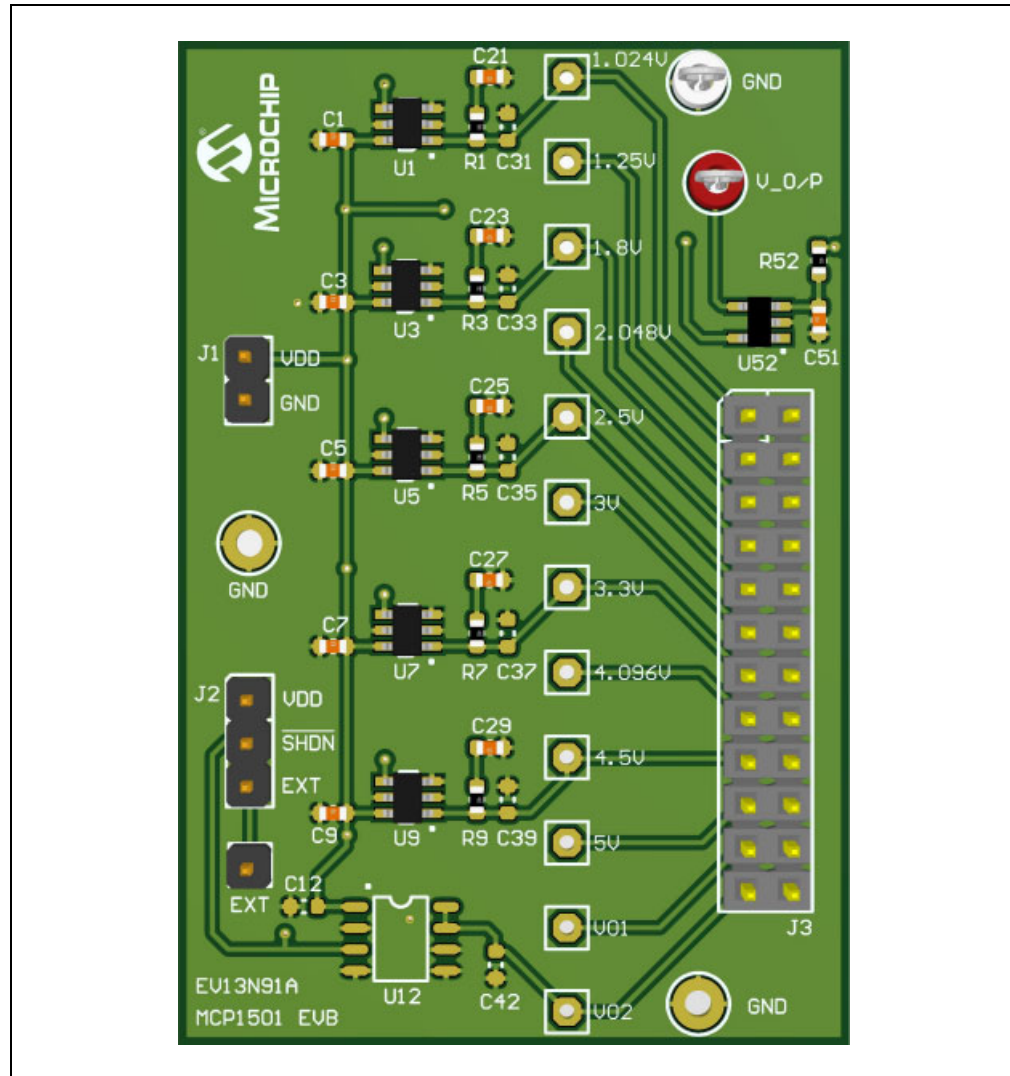 MICROCHIP
C21
1.024V
GND
C1
U1
R1
C31
1.25V
V_O/P
C23
1.8V
R52
C3
U3
R3
C33
2.048V
U52
C51
J1
VDD
GND
C25
2.5V
C5
U5
R5
C35
3V
GND
C27
3.3V
C7
U7
R7
C37
4.096V
J2
VDD
SHDN
EXT
C29
4.5V
C9
U9
R9
C39
5V
EXT
C12
U12
C42
VO1
J3
VO2
GND
EV13N91A
MCP1501 EVB